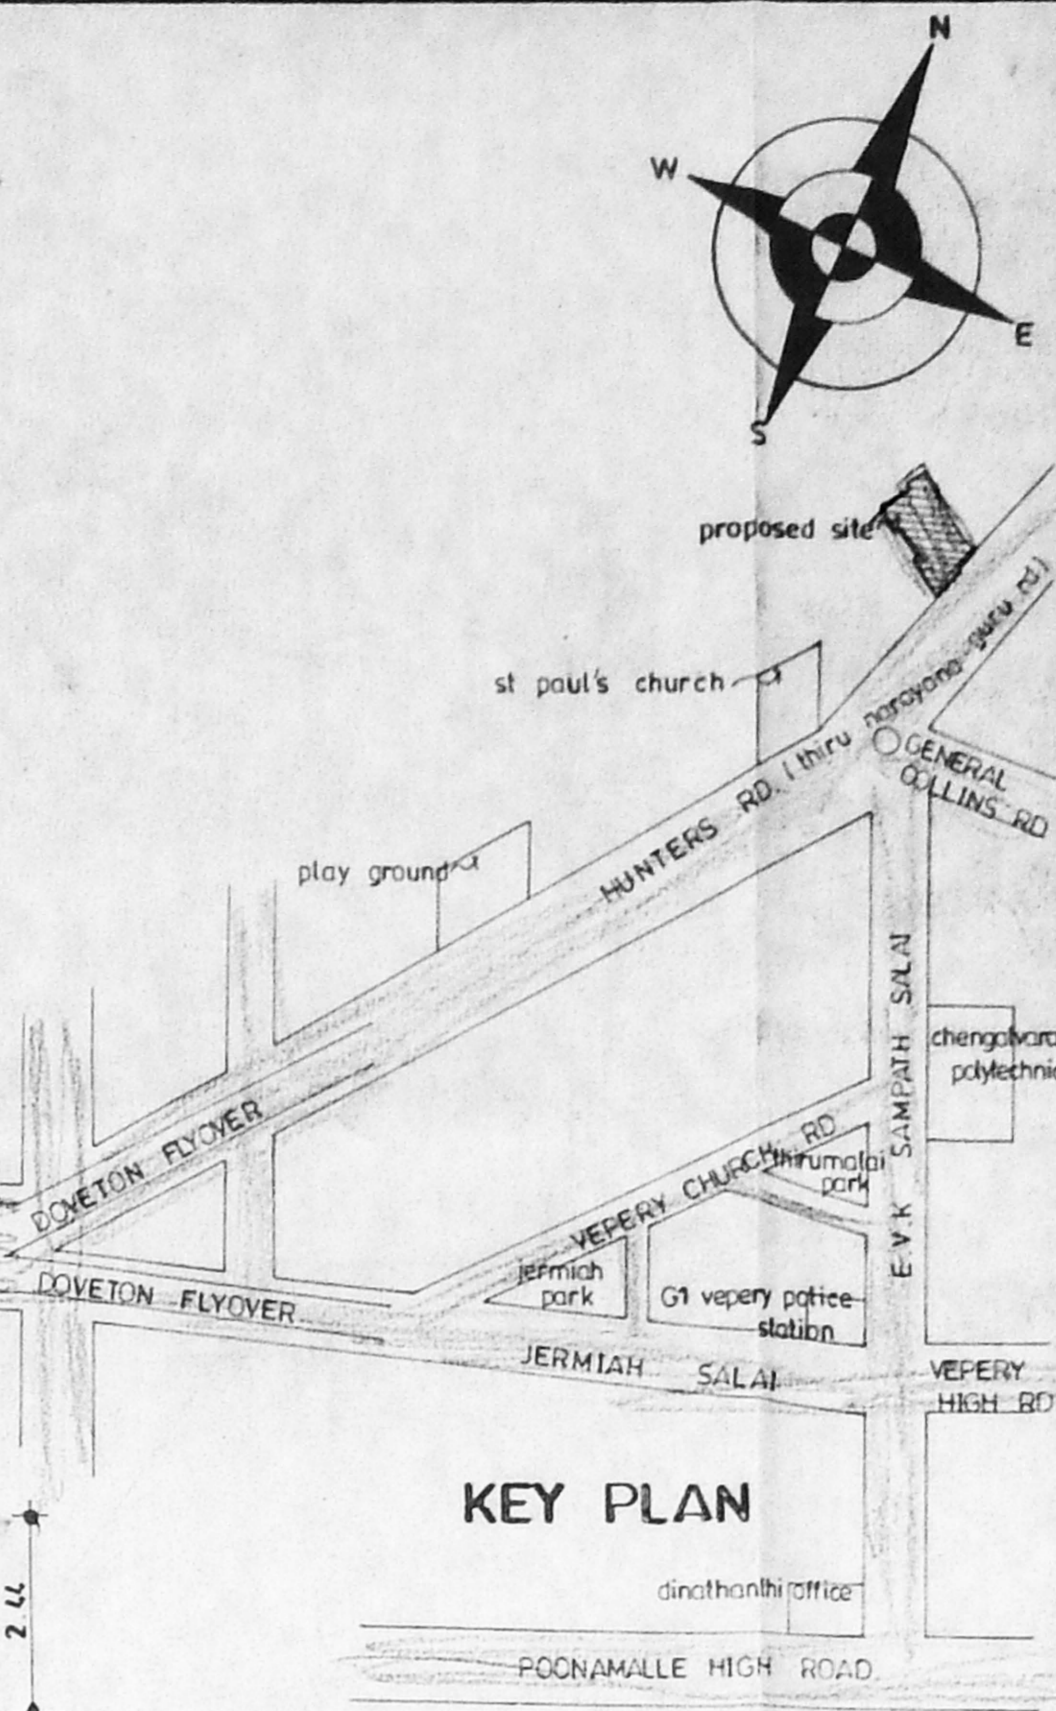 N
W
E
S
proposed site
st paul's church
HUNTERS RD. (thiru narayana guru rd)
GENERAL
COLLINS RD
play ground
E.V.K SAMPATH SALAI
polytechnic
DOVETON FLYOVER
VEPERY CHURCH RD
thirumalai
park
jermiah
park
G1 vepery police
station
DOVETON FLYOVER
JERMIAH SALAI
VEPERY
HIGH RD
KEY PLAN
dinathanthi office
2.44
POONAMALLE HIGH ROAD.